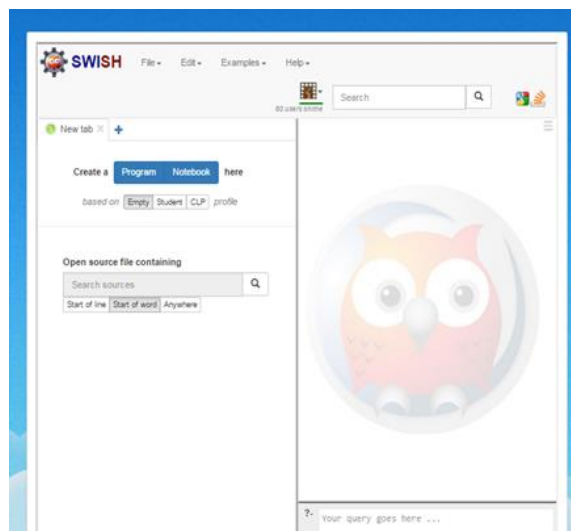 SWISH File Edit Examples Help
60 users online Search
New tab
Create a Program Notebook here
based on Empty Student CLP profile
Open source file containing
Search sources
Start of line Start of word Anywhere
?- Your query goes here ...